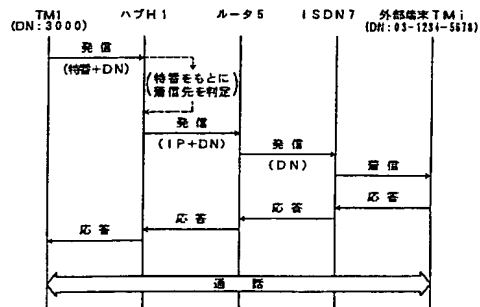 TM1
(DN:3000)
ハブH1
ルータ5
ISDN7
外部端末TMi
(DN:03-1234-5678)
発信
(特番+DN)
(特番をもとに
着信先を判定)
発信
(IP+DN)
発信
(DN)
着信
応答
応答
応答
応答
通話